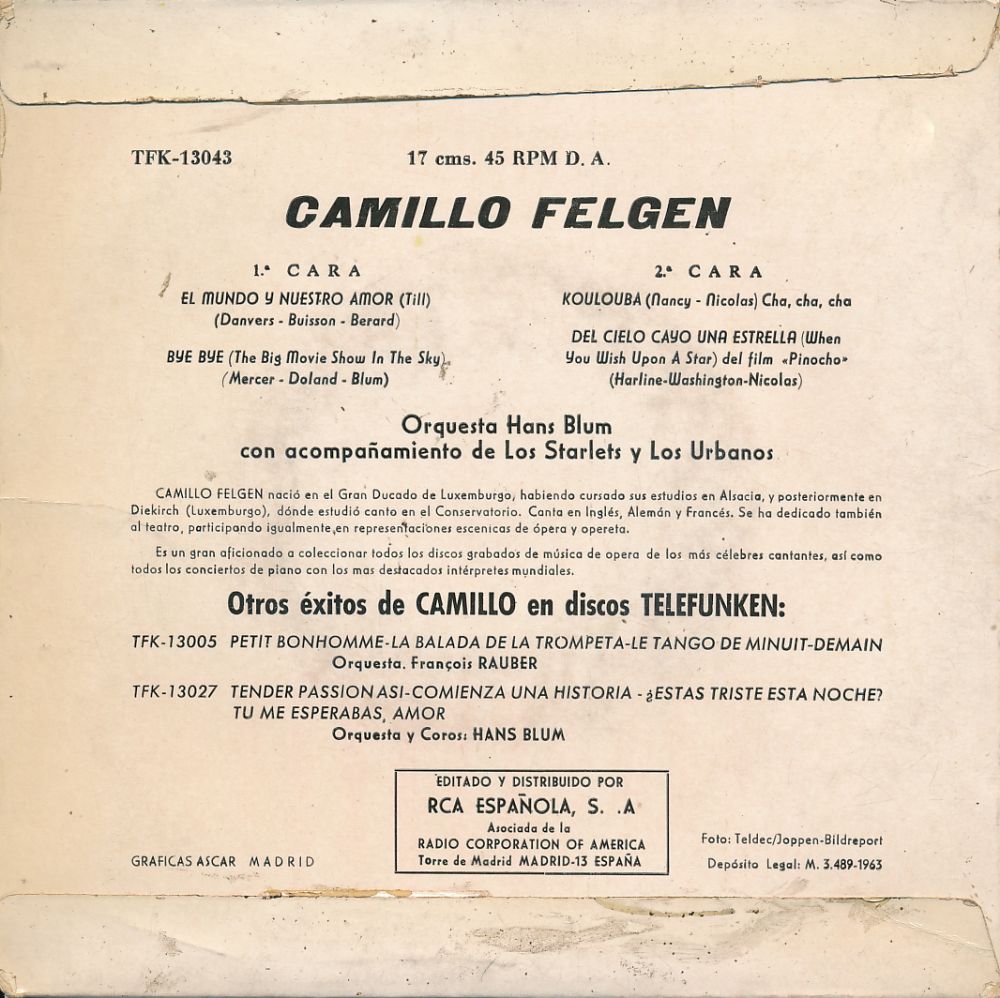 TFK-13043 17 cms. 45 RPM D. A.
CAMILLO FELGEN
1.ª CARA
EL MUNDO Y NUESTRO AMOR (Till)
(Danvers - Buisson - Berard)
BYE BYE (The Big Movie Show In The Sky)
(Mercer - Doland - Blum)
2.ª CARA
KOULOUBA (Nancy - Nicolas) Cha, cha, cha
DEL CIELO CAYO UNA ESTRELLA (When
You Wish Upon A Star) del film «Pinocho»
(Harline-Washington-Nicolas)
Orquesta Hans Blum
con acompañamiento de Los Starlets y Los Urbanos
CAMILLO FELGEN nació en el Gran Ducado de Luxemburgo, habiendo cursado sus estudios en Alsacia, y posteriormente en
Diekirch (Luxemburgo), dónde estudió canto en el Conservatorio. Canta en Inglés, Alemán y Francés. Se ha dedicado también
al teatro, participando igualmente en representaciones escenicas de ópera y opereta.
Es un gran aficionado a coleccionar todos los discos grabados de música de opera de los más célebres cantantes, así como
todos los conciertos de piano con los mas destacados intérpretes mundiales.
Otros éxitos de CAMILLO en discos TELEFUNKEN:
TFK-13005 PETIT BONHOMME-LA BALADA DE LA TROMPETA-LE TANGO DE MINUIT-DEMAIN
Orquesta. François RAUBER
TFK-13027 TENDER PASSION ASI-COMIENZA UNA HISTORIA - ¿ESTAS TRISTE ESTA NOCHE?
TU ME ESPERABAS, AMOR
Orquesta y Coros: HANS BLUM
EDITADO Y DISTRIBUIDO POR
RCA ESPAÑOLA, S. .A
Asociada de la
RADIO CORPORATION OF AMERICA
Torre de Madrid MADRID-13 ESPAÑA
GRAFICAS ASCAR MADRID
Foto: Teldec/Joppen-Bildreport
Depósito Legal: M. 3.489-1963